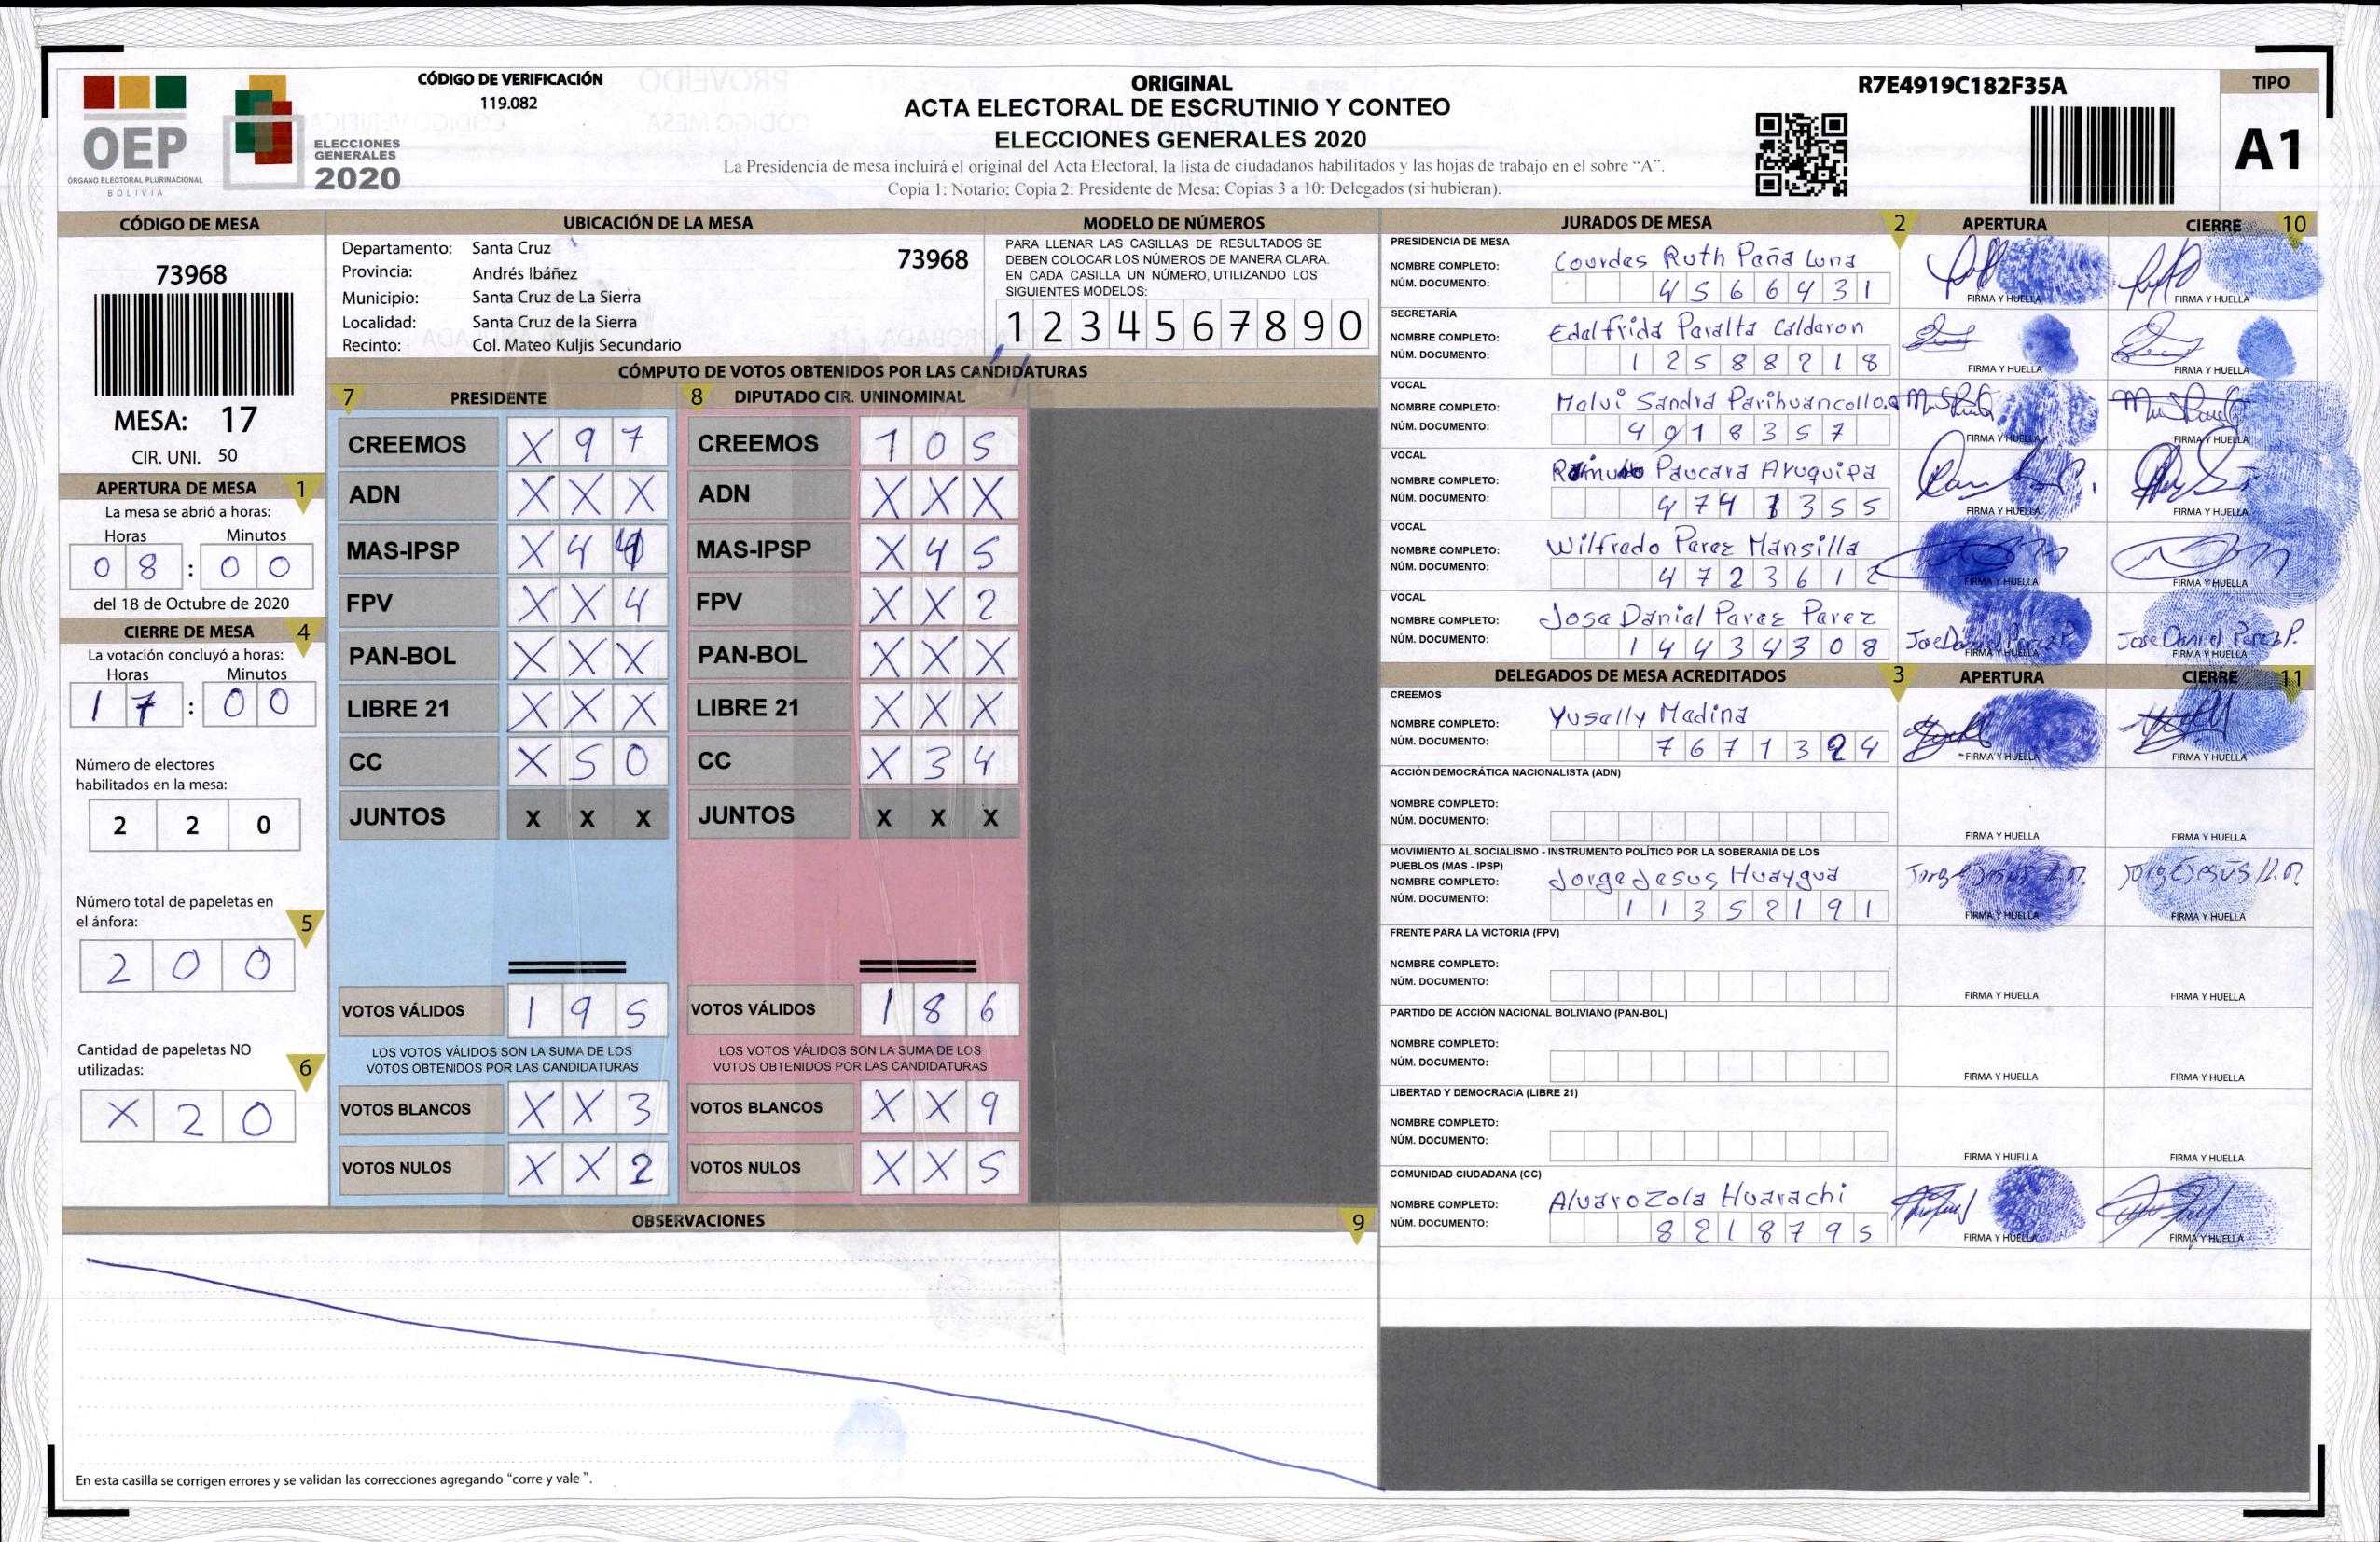 CÓDIGO DE VERIFICACIÓN
119.082
OEP
ÓRGANO ELECTORAL PLURINACIONAL
BOLIVIA
ELECCIONES
GENERALES
2020
ORIGINAL
ACTA ELECTORAL DE ESCRUTINIO Y CONTEO
ELECCIONES GENERALES 2020
La Presidencia de mesa incluirá el original del Acta Electoral, la lista de ciudadanos habilitados y las hojas de trabajo en el sobre “A”.
Copia 1: Notario; Copia 2: Presidente de Mesa; Copias 3 a 10: Delegados (si hubieran).
R7E4919C182F35A
TIPO
A1
CÓDIGO DE MESA
73968
MESA: 17
CIR. UNI. 50
APERTURA DE MESA 1
La mesa se abrió a horas:
Horas Minutos
0 8 : 0 0
del 18 de Octubre de 2020
CIERRE DE MESA 4
La votación concluyó a horas:
Horas Minutos
1 7 : 0 0
Número de electores
habilitados en la mesa:
2 2 0
Número total de papeletas en
el ánfora: 5
2 0 0
Cantidad de papeletas NO
utilizadas: 6
X 2 0
UBICACIÓN DE LA MESA
Departamento: Santa Cruz
73968
Provincia: Andrés Ibáñez
Municipio: Santa Cruz de La Sierra
Localidad: Santa Cruz de la Sierra
Recinto: Col. Mateo Kuljis Secundario
MODELO DE NÚMEROS
PARA LLENAR LAS CASILLAS DE RESULTADOS SE
DEBEN COLOCAR LOS NÚMEROS DE MANERA CLARA.
EN CADA CASILLA UN NÚMERO, UTILIZANDO LOS
SIGUIENTES MODELOS:
1 2 3 4 5 6 7 8 9 0
CÓMPUTO DE VOTOS OBTENIDOS POR LAS CANDIDATURAS
7 PRESIDENTE 8 DIPUTADO CIR. UNINOMINAL
CREEMOS X 9 7 CREEMOS 1 0 5
ADN X X X ADN X X X
MAS-IPSP X 4 4 MAS-IPSP X 4 5
FPV X X 4 FPV X X 2
PAN-BOL X X X PAN-BOL X X X
LIBRE 21 X X X LIBRE 21 X X X
CC X 5 0 CC X 3 4
JUNTOS X X X JUNTOS X X X
VOTOS VÁLIDOS 1 9 5 VOTOS VÁLIDOS 1 8 6
LOS VOTOS VÁLIDOS SON LA SUMA DE LOS LOS VOTOS VÁLIDOS SON LA SUMA DE LOS
VOTOS OBTENIDOS POR LAS CANDIDATURAS VOTOS OBTENIDOS POR LAS CANDIDATURAS
VOTOS BLANCOS X X 3 VOTOS BLANCOS X X 9
VOTOS NULOS X X 2 VOTOS NULOS X X 5
OBSERVACIONES 9
En esta casilla se corrigen errores y se validan las correcciones agregando “corre y vale”.
JURADOS DE MESA 2 APERTURA CIERRE 10
PRESIDENCIA DE MESA
NOMBRE COMPLETO: Lourdes Ruth Peña Luna
NÚM. DOCUMENTO: 4 5 6 6 4 3 1
FIRMA Y HUELLA FIRMA Y HUELLA
SECRETARÍA
NOMBRE COMPLETO: Edelfrida Peralta Calderon
NÚM. DOCUMENTO: 1 2 5 8 8 2 1 8
FIRMA Y HUELLA FIRMA Y HUELLA
VOCAL
NOMBRE COMPLETO: Malvi Sandra Parihuancollo.Q
NÚM. DOCUMENTO: 4 0 1 8 3 5 7
FIRMA Y HUELLA FIRMA Y HUELLA
VOCAL
NOMBRE COMPLETO: Paucara Aruquipa
NÚM. DOCUMENTO: 4 7 4 1 3 5 5
FIRMA Y HUELLA FIRMA Y HUELLA
VOCAL
NOMBRE COMPLETO: Wilfredo Perez Mansilla
NÚM. DOCUMENTO: 4 7 2 3 6 1 2
FIRMA Y HUELLA FIRMA Y HUELLA
VOCAL
NOMBRE COMPLETO: Jose Daniel Perez Perez
NÚM. DOCUMENTO: 1 4 4 3 4 3 0 8
Jose Daniel Perez P. Jose Daniel Perez P.
FIRMA Y HUELLA FIRMA Y HUELLA
DELEGADOS DE MESA ACREDITADOS 3 APERTURA CIERRE 11
CREEMOS
NOMBRE COMPLETO: Yuselly Medina
NÚM. DOCUMENTO: 7 6 7 1 3 2 4
FIRMA Y HUELLA FIRMA Y HUELLA
ACCIÓN DEMOCRÁTICA NACIONALISTA (ADN)
NOMBRE COMPLETO:
NÚM. DOCUMENTO:
FIRMA Y HUELLA FIRMA Y HUELLA
MOVIMIENTO AL SOCIALISMO - INSTRUMENTO POLÍTICO POR LA SOBERANIA DE LOS
PUEBLOS (MAS - IPSP)
NOMBRE COMPLETO: Jorge Jesus Huaygua
NÚM. DOCUMENTO: 1 1 3 5 2 1 9 1
FIRMA Y HUELLA FIRMA Y HUELLA
FRENTE PARA LA VICTORIA (FPV)
NOMBRE COMPLETO:
NÚM. DOCUMENTO:
FIRMA Y HUELLA FIRMA Y HUELLA
PARTIDO DE ACCIÓN NACIONAL BOLIVIANO (PAN-BOL)
NOMBRE COMPLETO:
NÚM. DOCUMENTO:
FIRMA Y HUELLA FIRMA Y HUELLA
LIBERTAD Y DEMOCRACIA (LIBRE 21)
NOMBRE COMPLETO:
NÚM. DOCUMENTO:
FIRMA Y HUELLA FIRMA Y HUELLA
COMUNIDAD CIUDADANA (CC)
NOMBRE COMPLETO: Alvaro Zola Huarachi
NÚM. DOCUMENTO: 8 2 1 8 7 9 5
FIRMA Y HUELLA FIRMA Y HUELLA